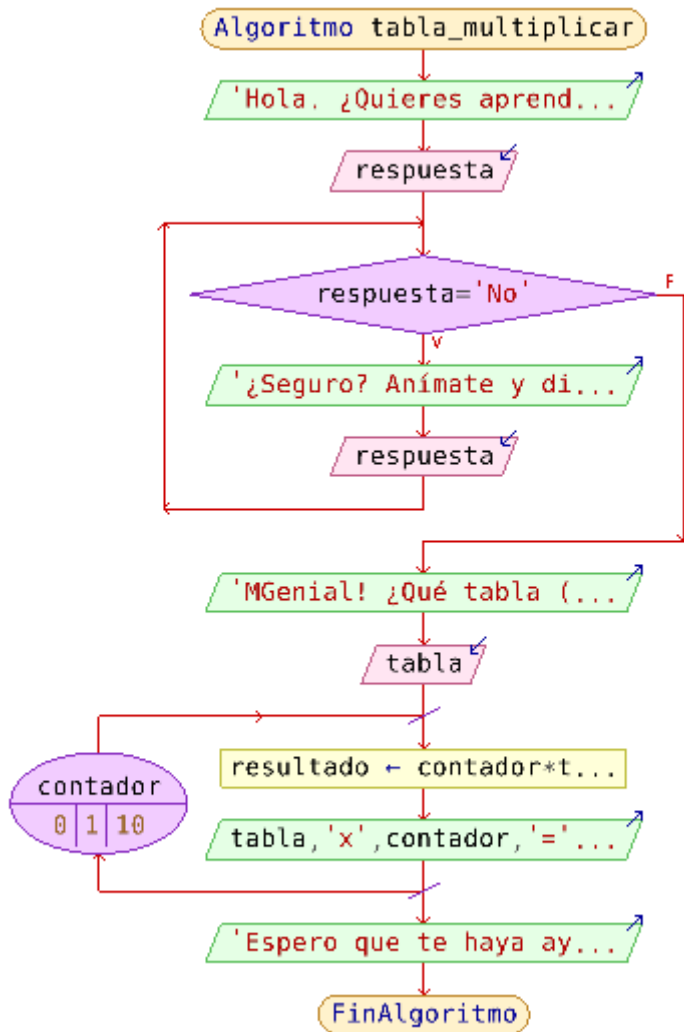 Algoritmo tabla_multiplicar
'Hola. ¿Quieres aprend...
respuesta
respuesta='No'
F
V
'¿Seguro? Anímate y di...
respuesta
'MGenial! ¿Qué tabla (...
tabla
resultado ← contador*t...
contador
0 1 10
tabla,'x',contador,'='...
'Espero que te haya ay...
FinAlgoritmo